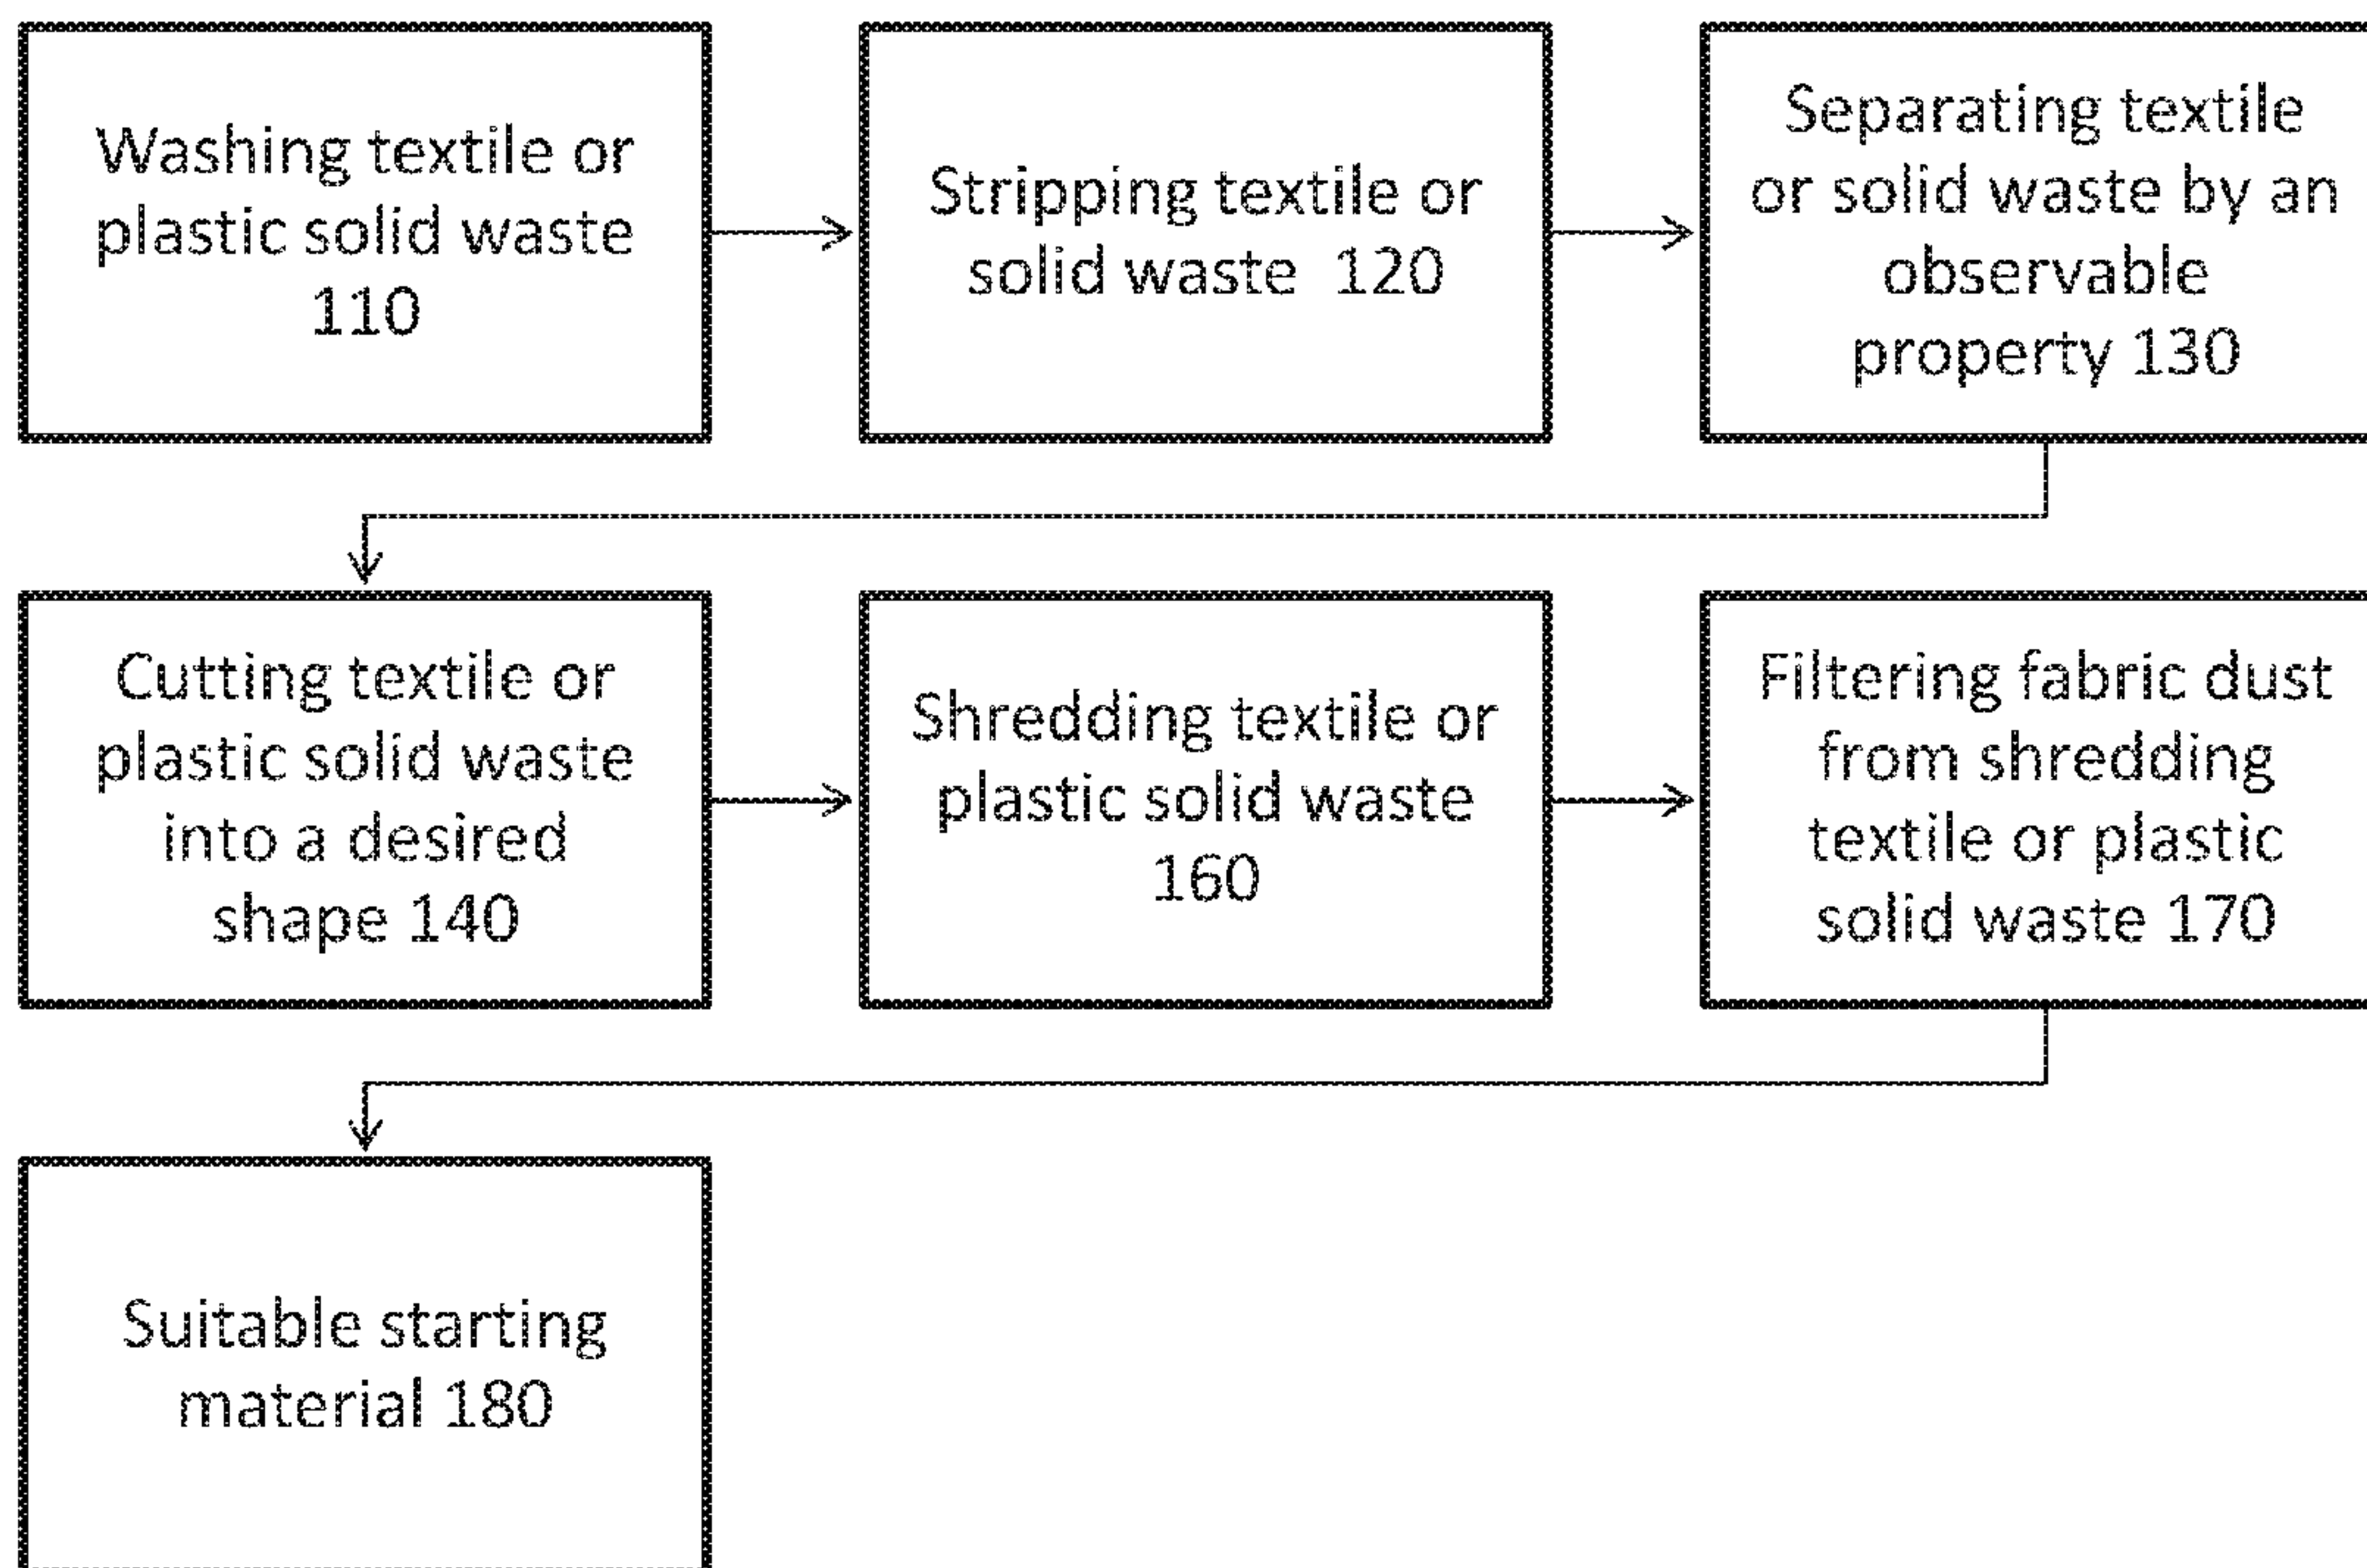 Washing textile or
plastic solid waste
110
Stripping textile or
solid waste 120
Separating textile
or solid waste by an
observable
property 130
Cutting textile or
plastic solid waste
into a desired
shape 140
Shredding textile or
plastic solid waste
160
Filtering fabric dust
from shredding
textile or plastic
solid waste 170
Suitable starting
material 180